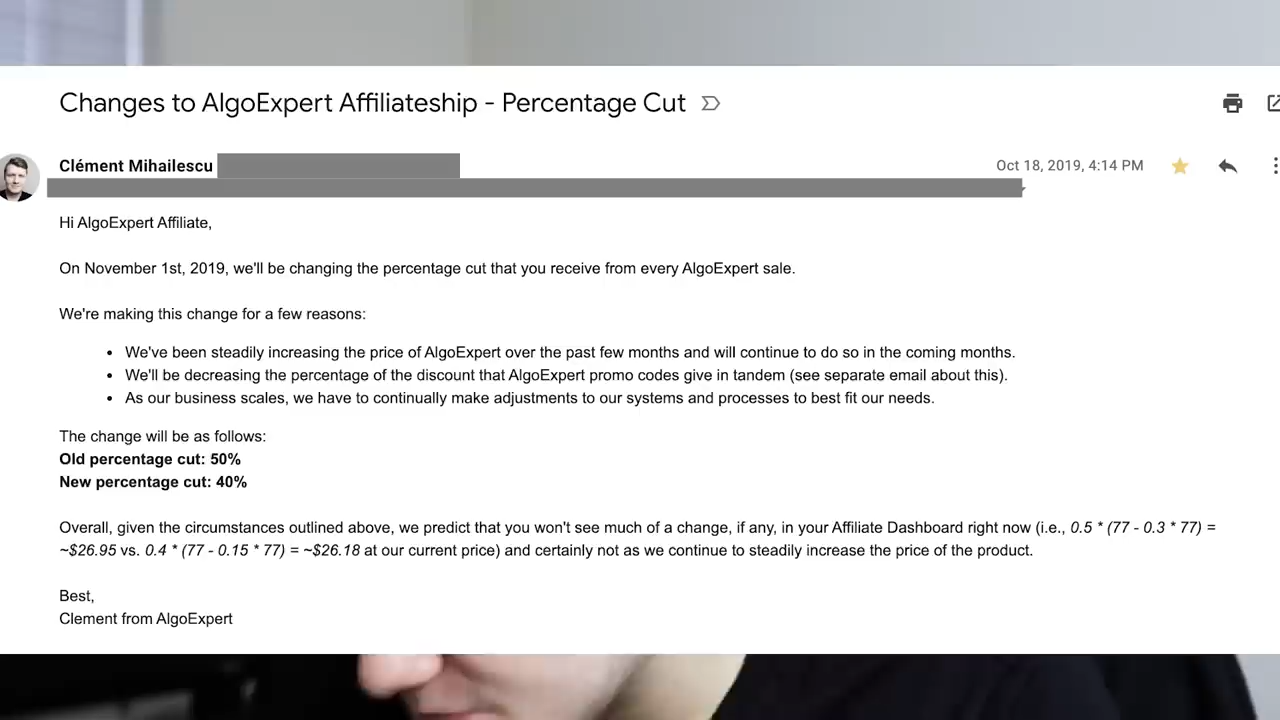 Changes to AlgoExpert Affiliateship - Percentage Cut
Clément Mihailescu
Oct 18, 2019, 4:14 PM
Hi AlgoExpert Affiliate,
On November 1st, 2019, we'll be changing the percentage cut that you receive from every AlgoExpert sale.
We're making this change for a few reasons:
• We've been steadily increasing the price of AlgoExpert over the past few months and will continue to do so in the coming months.
• We'll be decreasing the percentage of the discount that AlgoExpert promo codes give in tandem (see separate email about this).
• As our business scales, we have to continually make adjustments to our systems and processes to best fit our needs.
The change will be as follows:
Old percentage cut: 50%
New percentage cut: 40%
Overall, given the circumstances outlined above, we predict that you won't see much of a change, if any, in your Affiliate Dashboard right now (i.e., 0.5 * (77 - 0.3 * 77) =
~$26.95 vs. 0.4 * (77 - 0.15 * 77) = ~$26.18 at our current price) and certainly not as we continue to steadily increase the price of the product.
Best,
Clement from AlgoExpert